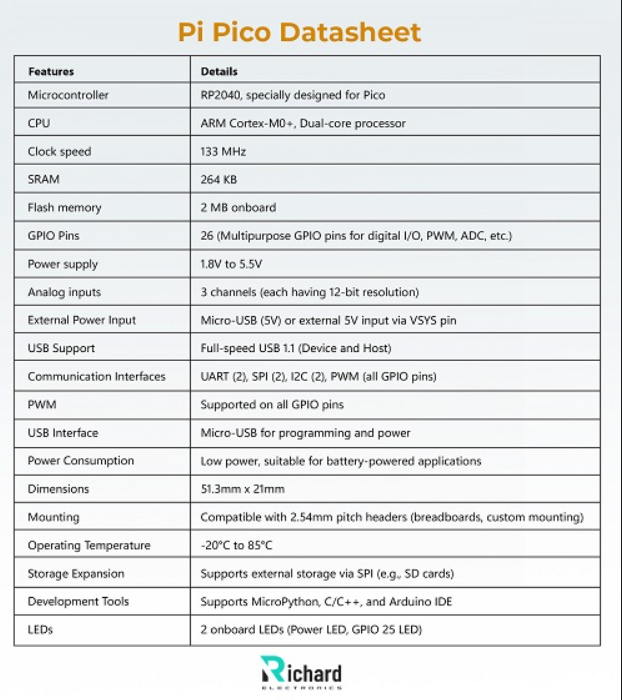 Pi Pico Datasheet
Features Details
Microcontroller RP2040, specially designed for Pico
CPU ARM Cortex-M0+, Dual-core processor
Clock speed 133 MHz
SRAM 264 KB
Flash memory 2 MB onboard
GPIO Pins 26 (Multipurpose GPIO pins for digital I/O, PWM, ADC, etc.)
Power supply 1.8V to 5.5V
Analog inputs 3 channels (each having 12-bit resolution)
External Power Input Micro-USB (5V) or external 5V input via VSYS pin
USB Support Full-speed USB 1.1 (Device and Host)
Communication Interfaces UART (2), SPI (2), I2C (2), PWM (all GPIO pins)
PWM Supported on all GPIO pins
USB Interface Micro-USB for programming and power
Power Consumption Low power, suitable for battery-powered applications
Dimensions 51.3mm x 21mm
Mounting Compatible with 2.54mm pitch headers (breadboards, custom mounting)
Operating Temperature -20°C to 85°C
Storage Expansion Supports external storage via SPI (e.g., SD cards)
Development Tools Supports MicroPython, C/C++, and Arduino IDE
LEDs 2 onboard LEDs (Power LED, GPIO 25 LED)
Richard
ELECTRONICS